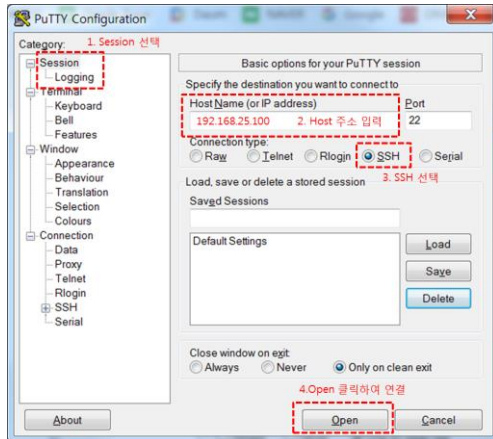 PuTTY Configuration
Category:
1. Session 선택
Session
Logging
Terminal
Keyboard
Bell
Features
Window
Appearance
Behaviour
Translation
Selection
Colours
Connection
Data
Proxy
Telnet
Rlogin
SSH
Serial
Basic options for your PuTTY session
Specify the destination you want to connect to
Host Name (or IP address) Port
192.168.25.100 2. Host 주소 입력 22
Connection type:
Raw Telnet Rlogin SSH Serial
3. SSH 선택
Load, save or delete a stored session
Saved Sessions
Default Settings
Load
Save
Delete
Close window on exit:
Always Never Only on clean exit
4.Open 클릭하여 연결
About Open Cancel